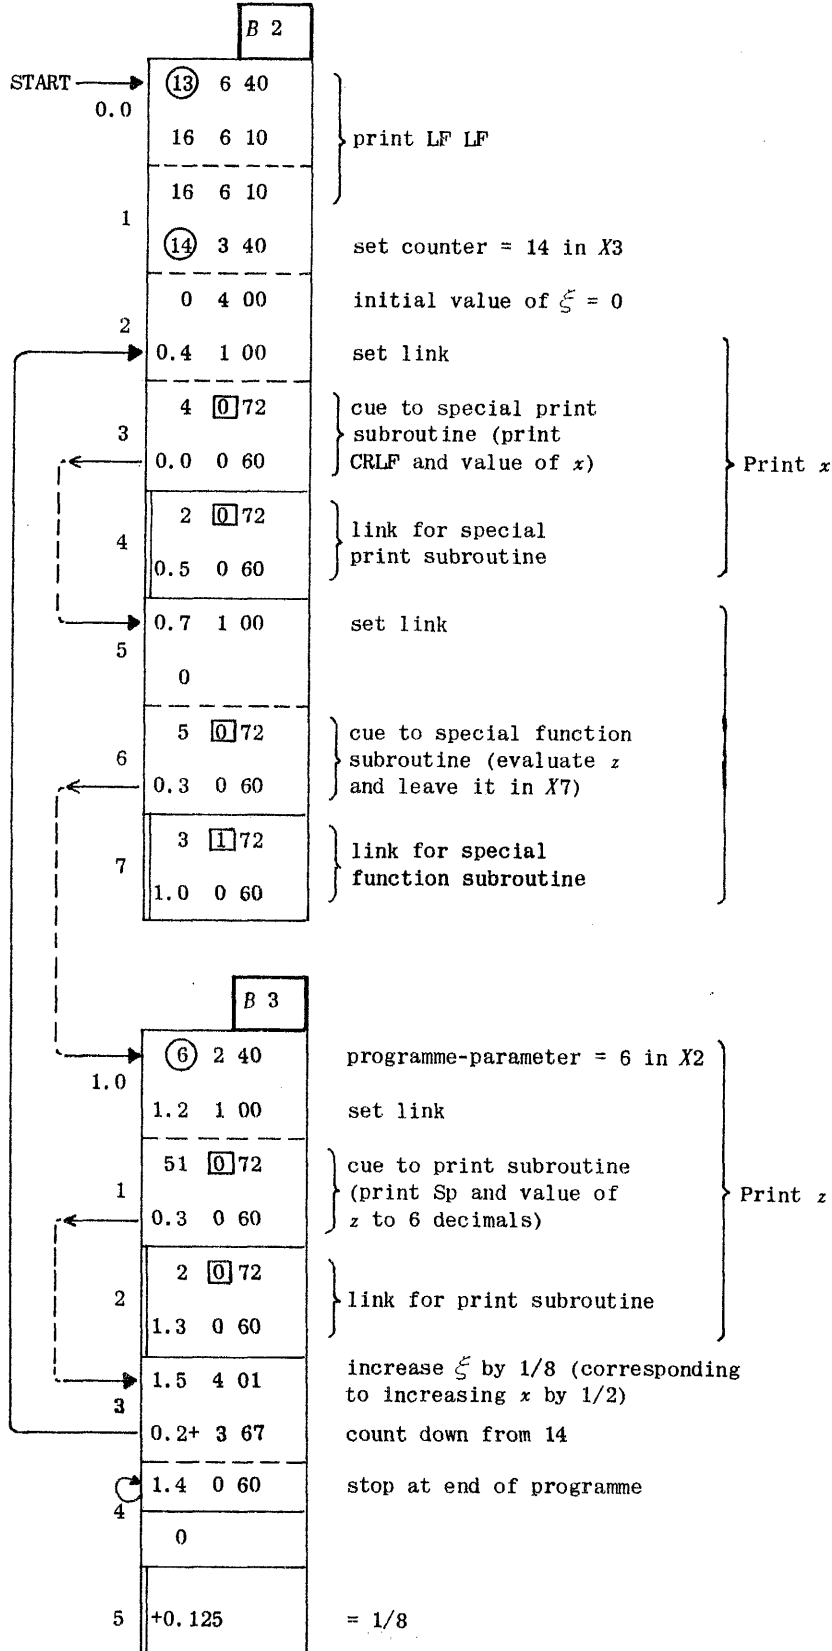 B 2
START 13 6 40
0.0
16 6 10 print LF LF
16 6 10
1
14 3 40 set counter = 14 in X3
0 4 00 initial value of ξ = 0
2
0.4 1 00 set link
4 0 72 cue to special print
3 subroutine (print
0.0 0 60 CRLF and value of x) Print x
2 0 72 link for special
4 print subroutine
0.5 0 60
0.7 1 00 set link
5
0
5 0 72 cue to special function
6 subroutine (evaluate z
0.3 0 60 and leave it in X7)
3 1 72 link for special
7 function subroutine
1.0 0 60
B 3
6 2 40 programme-parameter = 6 in X2
1.0
1.2 1 00 set link
51 0 72 cue to print subroutine
1 (print Sp and value of Print z
0.3 0 60 z to 6 decimals)
2 0 72
2 link for print subroutine
1.3 0 60
1.5 4 01 increase ξ by 1/8 (corresponding
to increasing x by 1/2)
3
0.2+ 3 67 count down from 14
1.4 0 60 stop at end of programme
4
0
5 +0.125 = 1/8